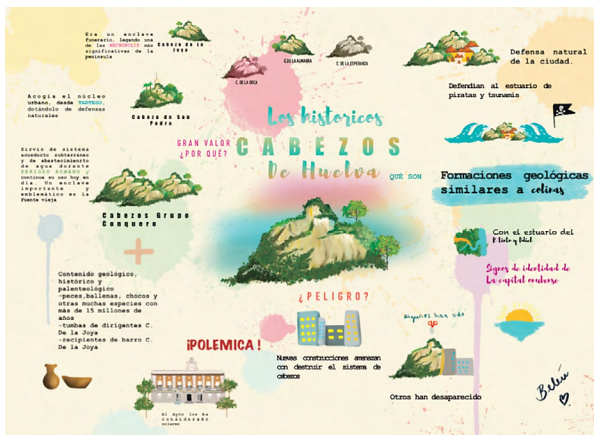 Era un enclave
funerario, legando una
de las NECROPOLIS más
significativas de la
península
Cabezo de la
Joya
C. DE LA ROCA
C. DE LA ALMAGRA
C. DE LA ESPERANZA
Defensa natural
de la ciudad.
Defendían al estuario de
piratas y tsunamis
Acogía el núcleo
urbano, desde TARTESO,
dotándolo de defensas
naturales
Cabezo de San
Pedro
Los historicos
CABEZOS
De Huelva
GRAN VALOR
¿POR QUÉ?
QUÉ SON
Formaciones geológicas
similares a colinas
Sirvió de sistema
acueducto subterráneo
y de abastecimiento
de agua durante
PERIODO ROMANO y
continúa su uso hoy en
día. Un enclave
importante y
emblemático es La
Fuente vieja
Cabezos Grupo
Conquero
Con el estuario del
R. Tinto y Odiel
Signos de identidad de
la capital onubense
Contenido geológico,
histórico y
paleontológico
-peces,ballenas, chocos y
otras muchas especies con
más de 15 millones de
años
-tumbas de dirigentes C.
De la Joya
-recipientes de barro C.
De la Joya
¿PELIGRO?
Nuevas construcciones amenazan
con destruir el sistema de
cabezos
Algunos han sido
Otros han desaparecido
¡POLEMICA!
El Ayto los ha
considerado
solares
Belén